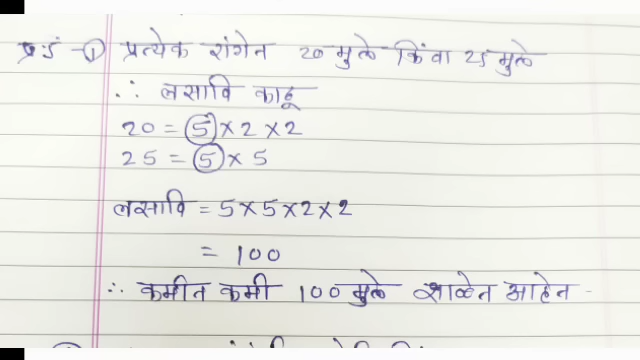 प्र.5 ① प्रत्येक रांगेत 20 मुले किंवा 25 मुले
∴ लसावि काढू
20 = 5 × 2 × 2
25 = 5 × 5
लसावि = 5 × 5 × 2 × 2
= 100
∴ कमीत कमी 100 मुले शाळेत आहेत